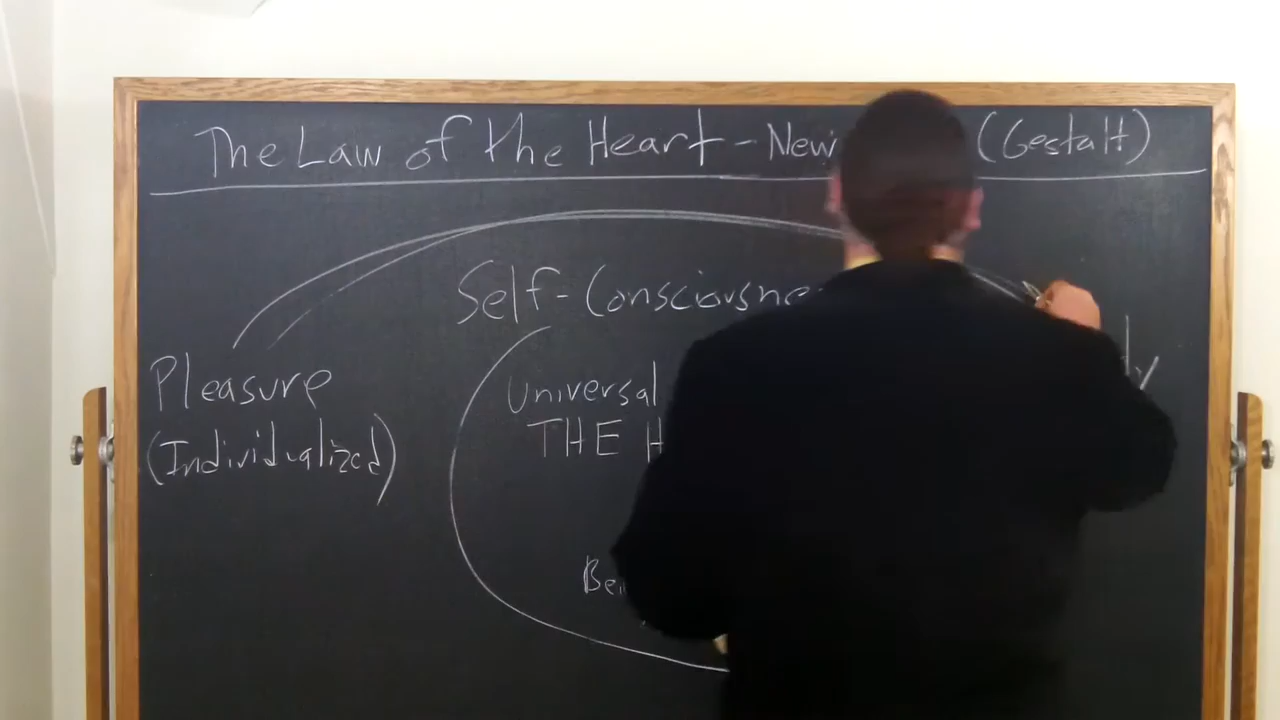 The Law of the Heart - New (Gestalt)
Self-Consciousne
Pleasure
(Individualized)
Universal
THE H
Bei